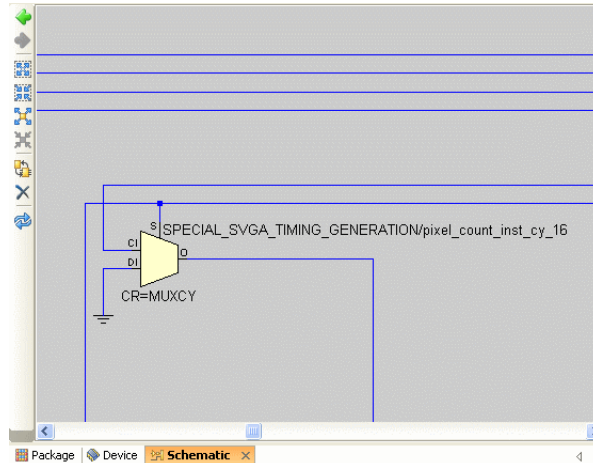 S
SPECIAL_SVGA_TIMING_GENERATION/pixel_count_inst_cy_16
CI
O
DI
CR=MUXCY
Package Device Schematic